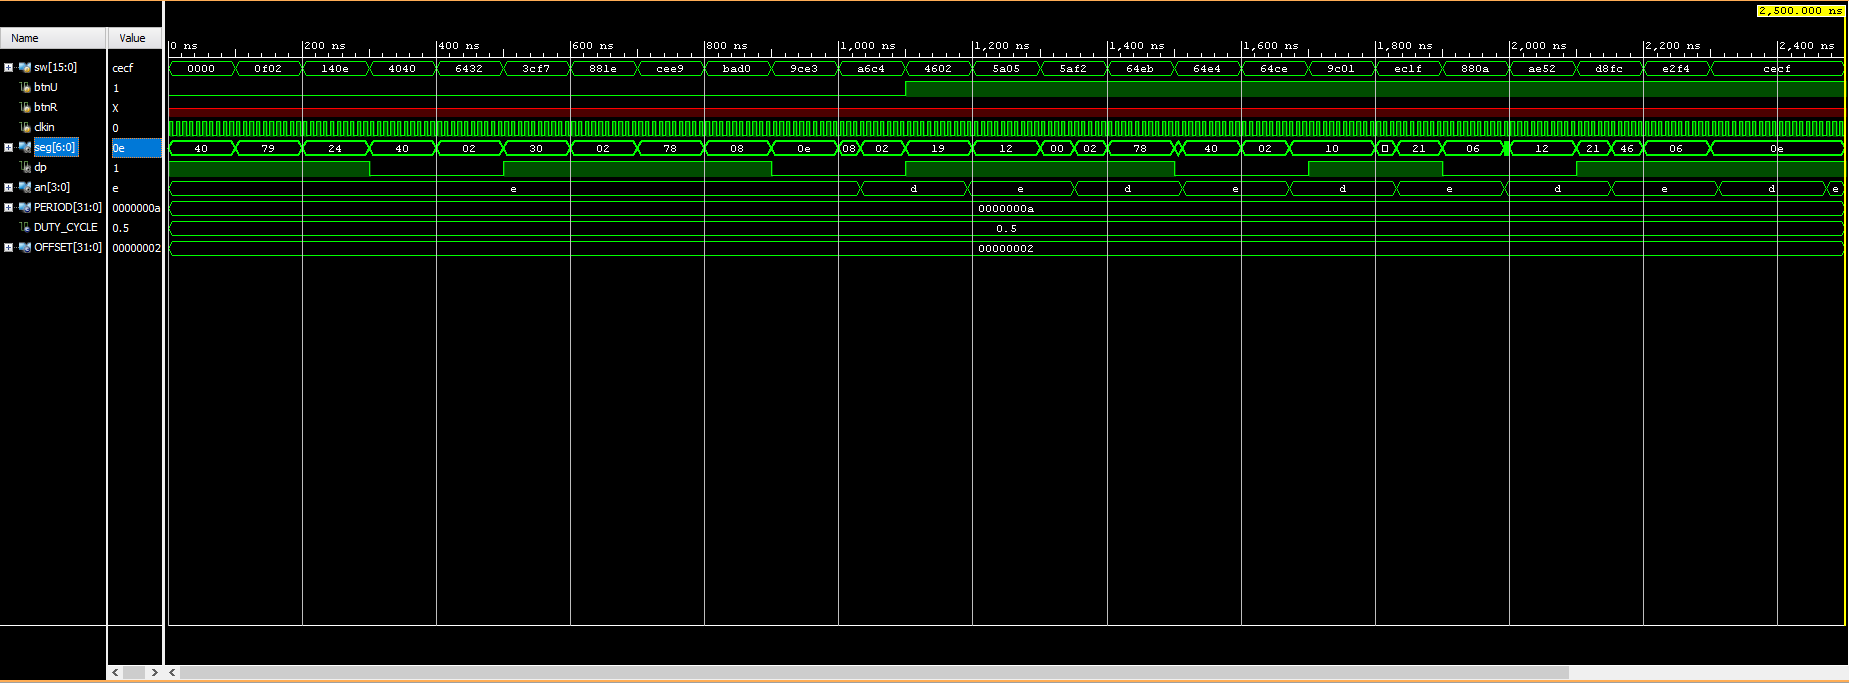 2,500.000 ns
Name Value
0 ns 200 ns 400 ns 600 ns 800 ns 1,000 ns 1,200 ns 1,400 ns 1,600 ns 1,800 ns 2,000 ns 2,200 ns 2,400 ns
sw[15:0] cecf 0000 0f02 140e 4040 6432 3cf7 881e cee9 bad0 9ce3 a6c4 4602 5a05 5af2 64eb 64e4 64ce 9c01 ec1f 880a ae52 d8fc e2f4 cecf
btnU 1
btnR X
clkin 0
seg[6:0] 0e 40 79 24 40 02 30 02 78 08 0e 08 02 19 12 00 02 78 40 02 10 21 06 12 21 46 06 0e
dp 1
an[3:0] e e d e d e d e d e d e
PERIOD[31:0] 0000000a 0000000a
DUTY_CYCLE 0.5 0.5
OFFSET[31:0] 00000002 00000002